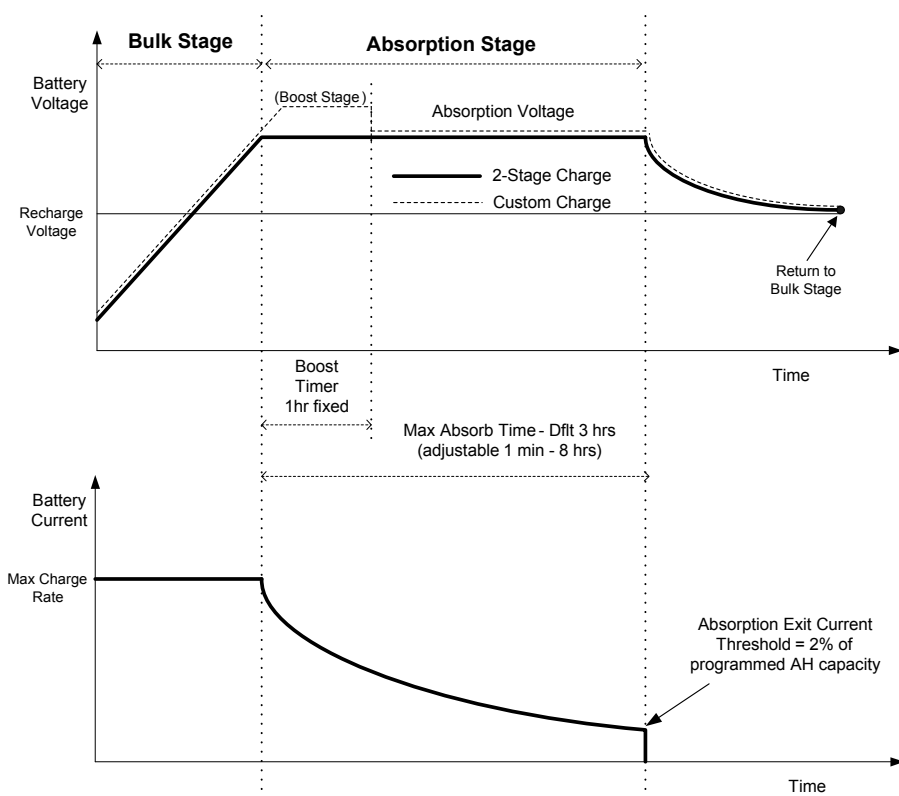 Bulk Stage
Absorption Stage
Battery
Voltage
(Boost Stage)
Absorption Voltage
2-Stage Charge
Custom Charge
Recharge
Voltage
Return to
Bulk Stage
Time
Boost
Timer
1hr fixed
Max Absorb Time - Dflt 3 hrs
(adjustable 1 min - 8 hrs)
Battery
Current
Max Charge
Rate
Absorption Exit Current
Threshold = 2% of
programmed AH capacity
Time